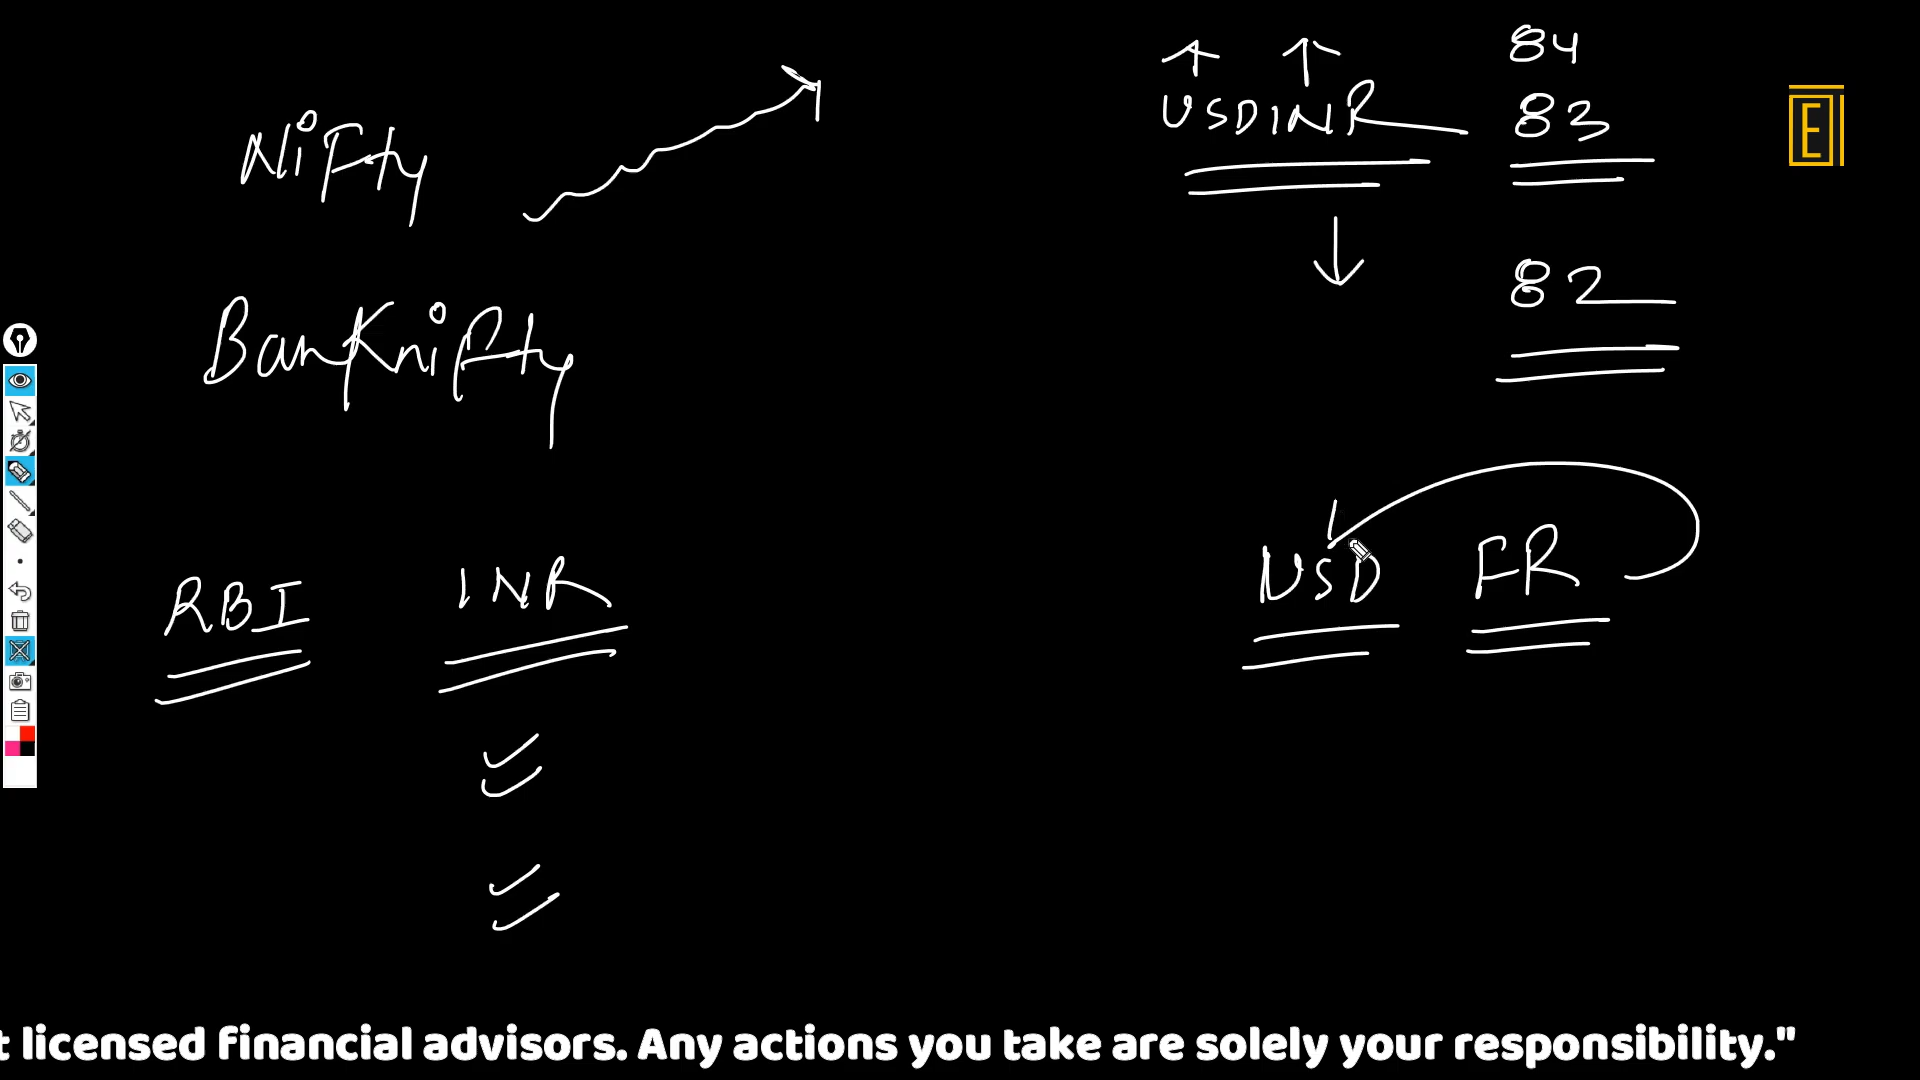 84
USDINR 83
Nifty
82
BankNifty
USD FR
RBI INR
E
t licensed financial advisors. Any actions you take are solely your responsibility."